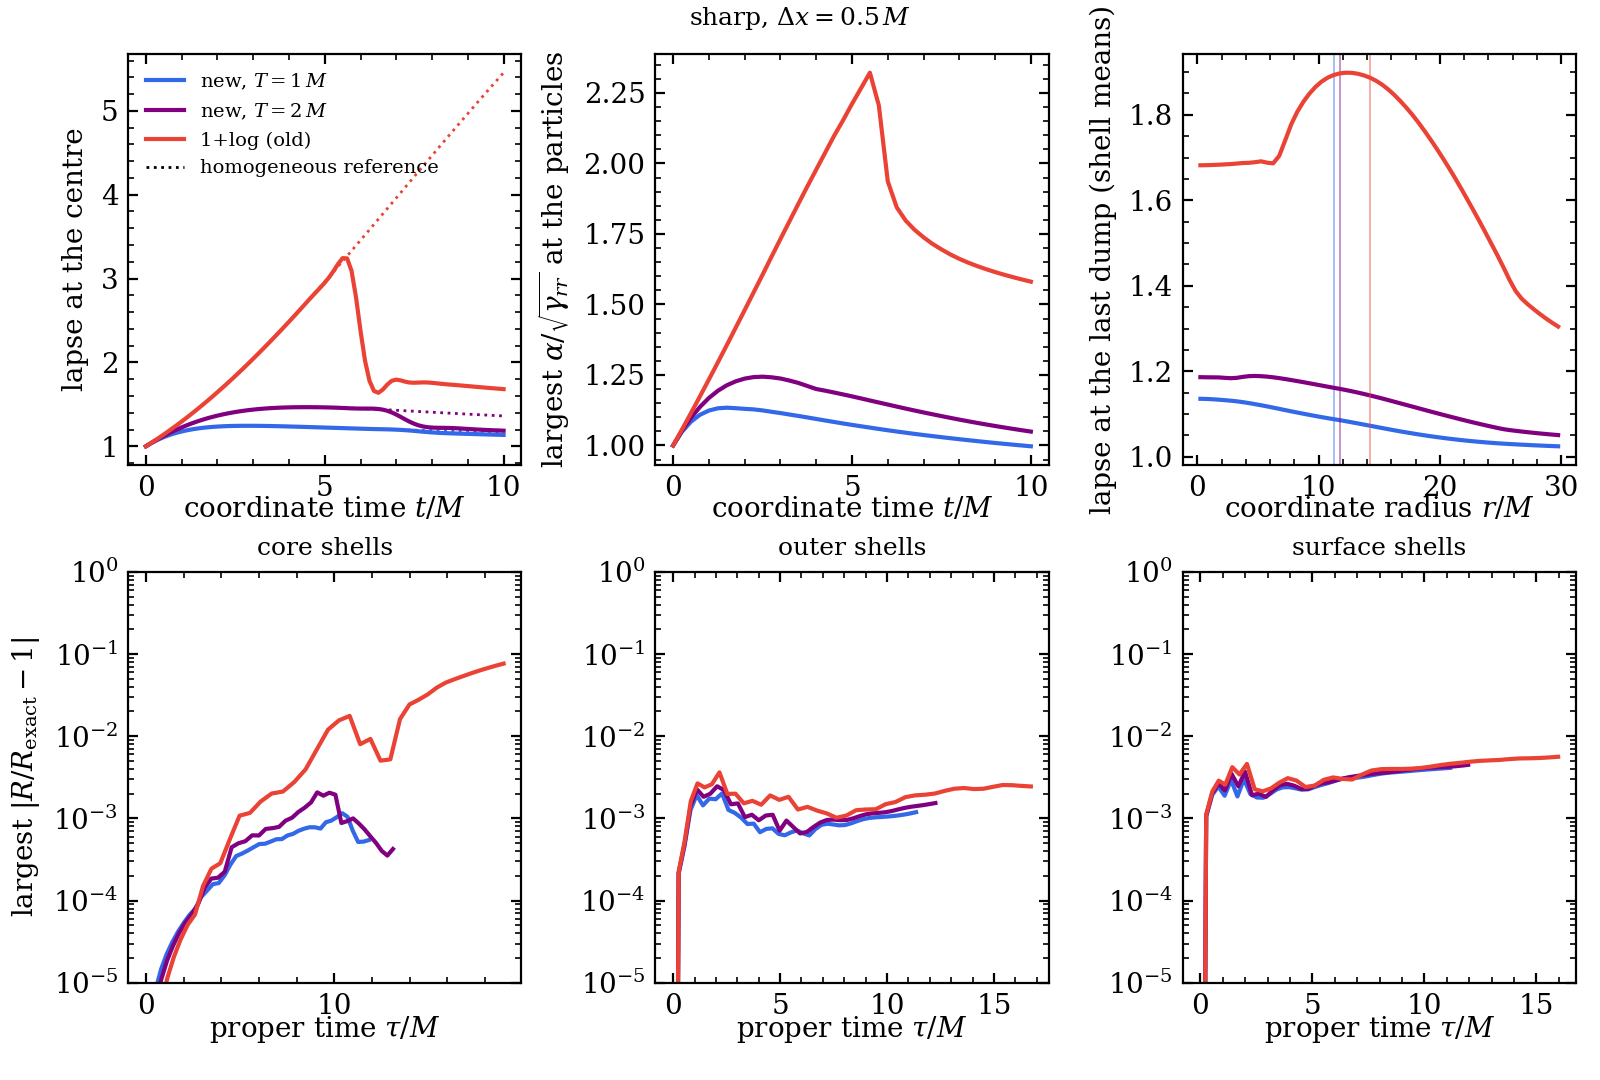 sharp, Δx = 0.5 M
lapse at the centre
5
4
3
2
1
new, T = 1 M
new, T = 2 M
1+log (old)
homogeneous reference
0 5 10
coordinate time t/M
largest α/√γrr at the particles
2.25
2.00
1.75
1.50
1.25
1.00
0 5 10
coordinate time t/M
lapse at the last dump (shell means)
1.8
1.6
1.4
1.2
1.0
0 10 20 30
coordinate radius r/M
core shells
largest |R/Rexact − 1|
10⁰
10⁻¹
10⁻²
10⁻³
10⁻⁴
10⁻⁵
0 10
proper time τ/M
outer shells
10⁰
10⁻¹
10⁻²
10⁻³
10⁻⁴
10⁻⁵
0 5 10 15
proper time τ/M
surface shells
10⁰
10⁻¹
10⁻²
10⁻³
10⁻⁴
10⁻⁵
0 5 10 15
proper time τ/M